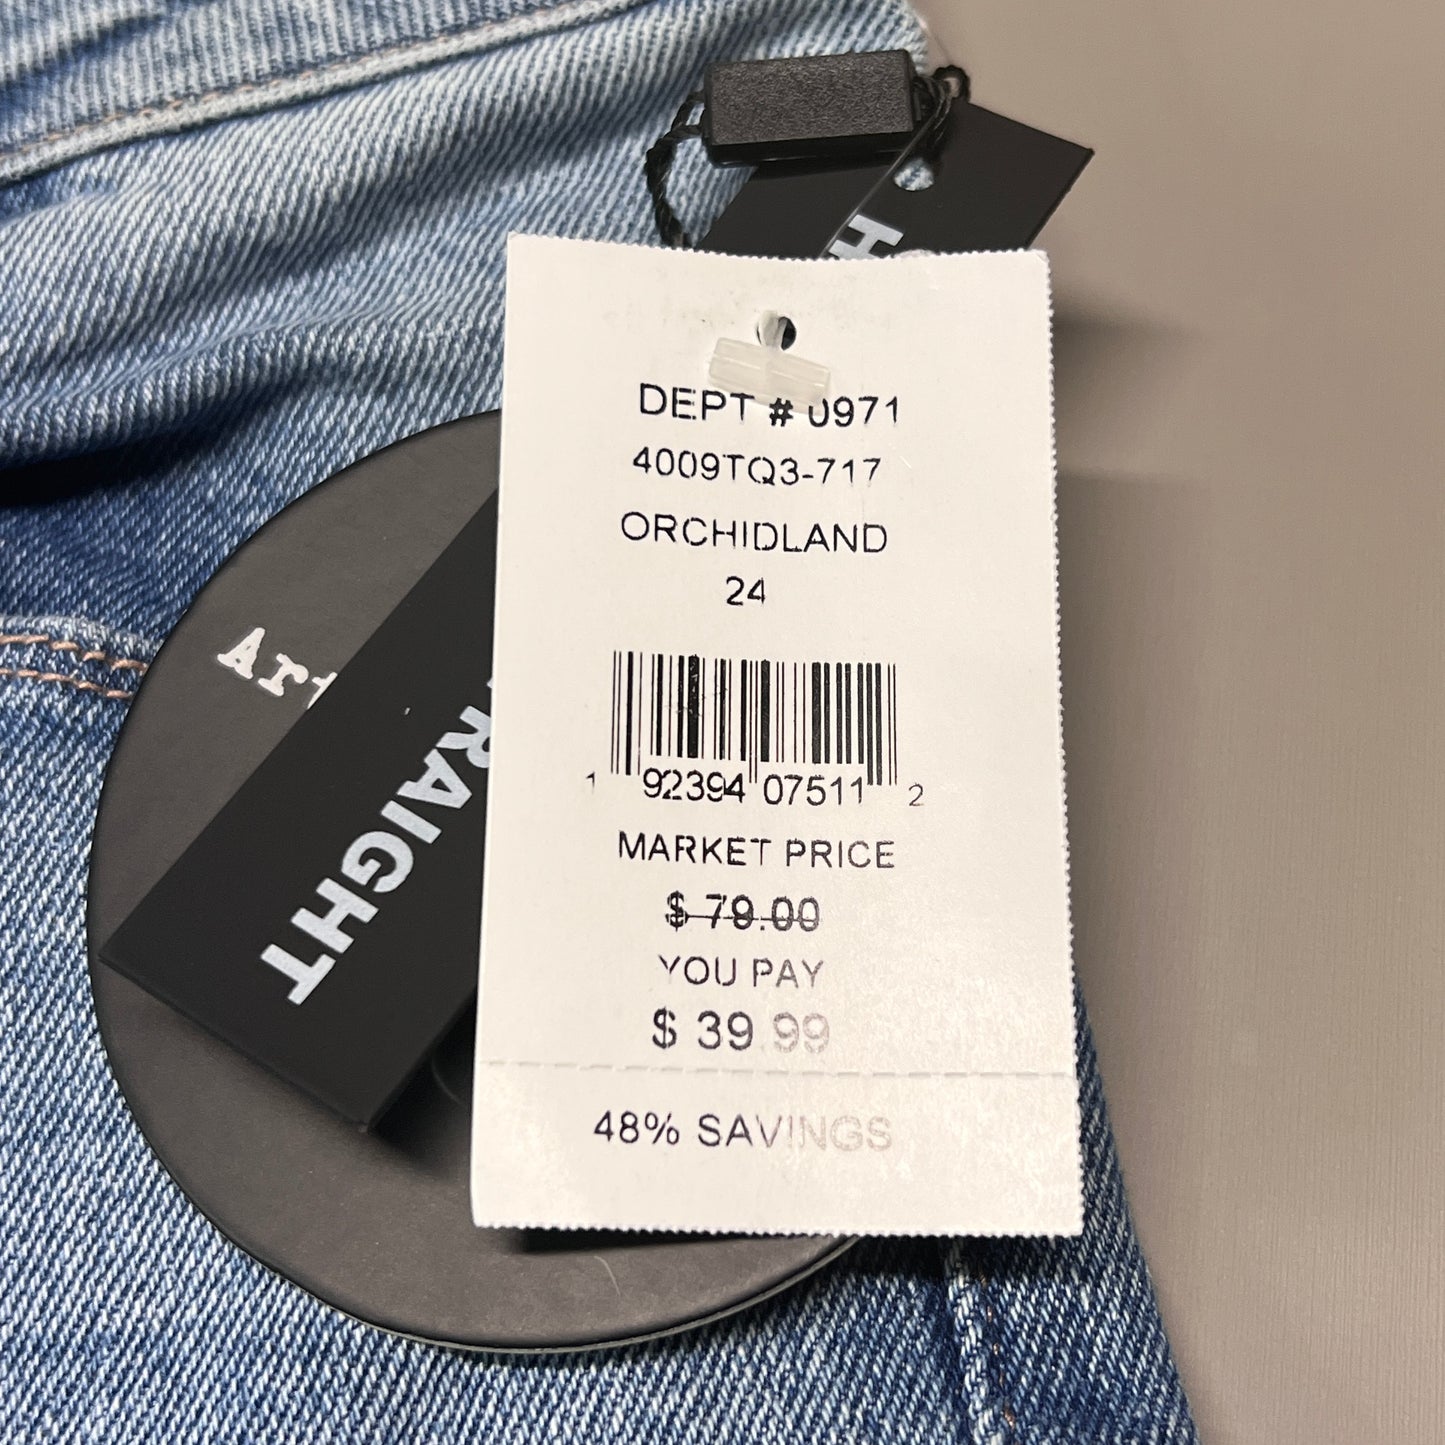 DEPT # 0971
4009TQ3-717
ORCHIDLAND
24
1 92394 07511 2
MARKET PRICE
$ 79.00
YOU PAY
$ 39.99
48% SAVINGS